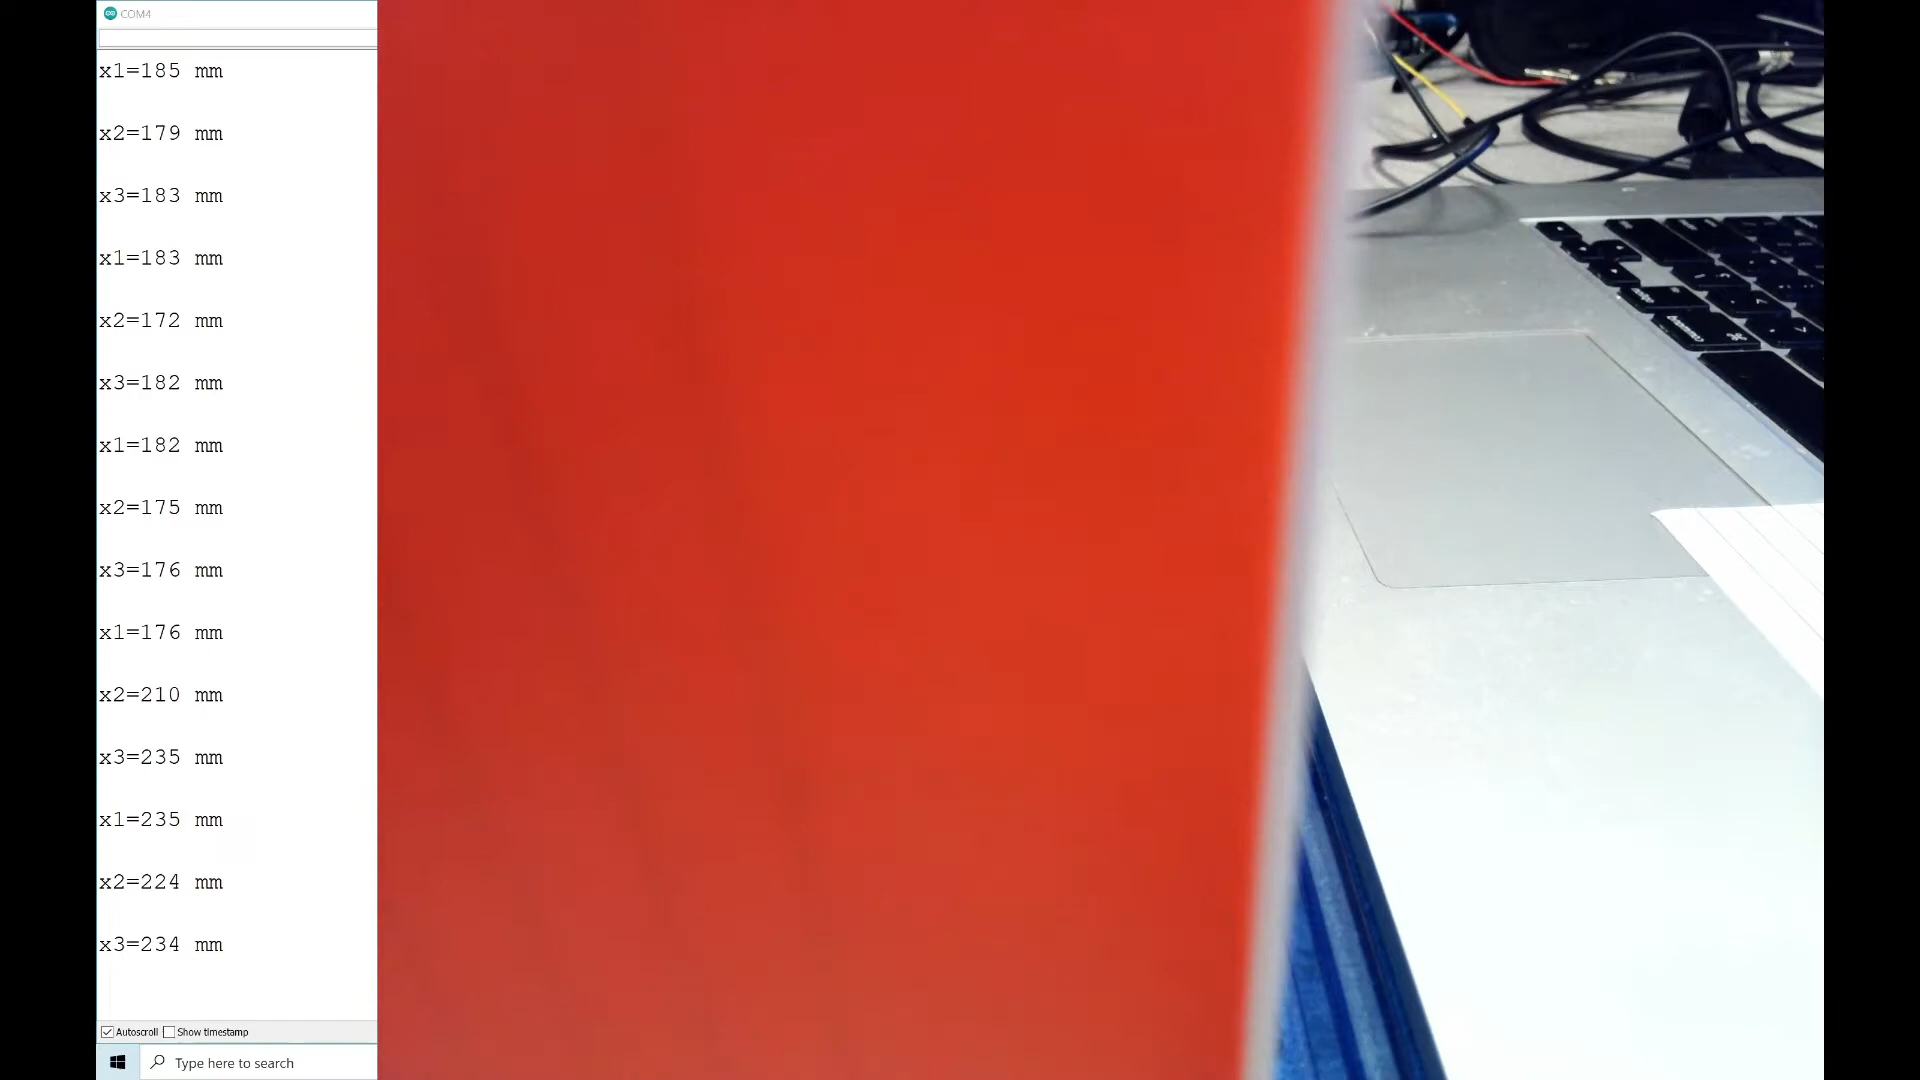 COM4
x1=185 mm
x2=179 mm
x3=183 mm
x1=183 mm
x2=172 mm
x3=182 mm
x1=182 mm
x2=175 mm
x3=176 mm
x1=176 mm
x2=210 mm
x3=235 mm
x1=235 mm
x2=224 mm
x3=234 mm
Autoscroll Show timestamp
Type here to search